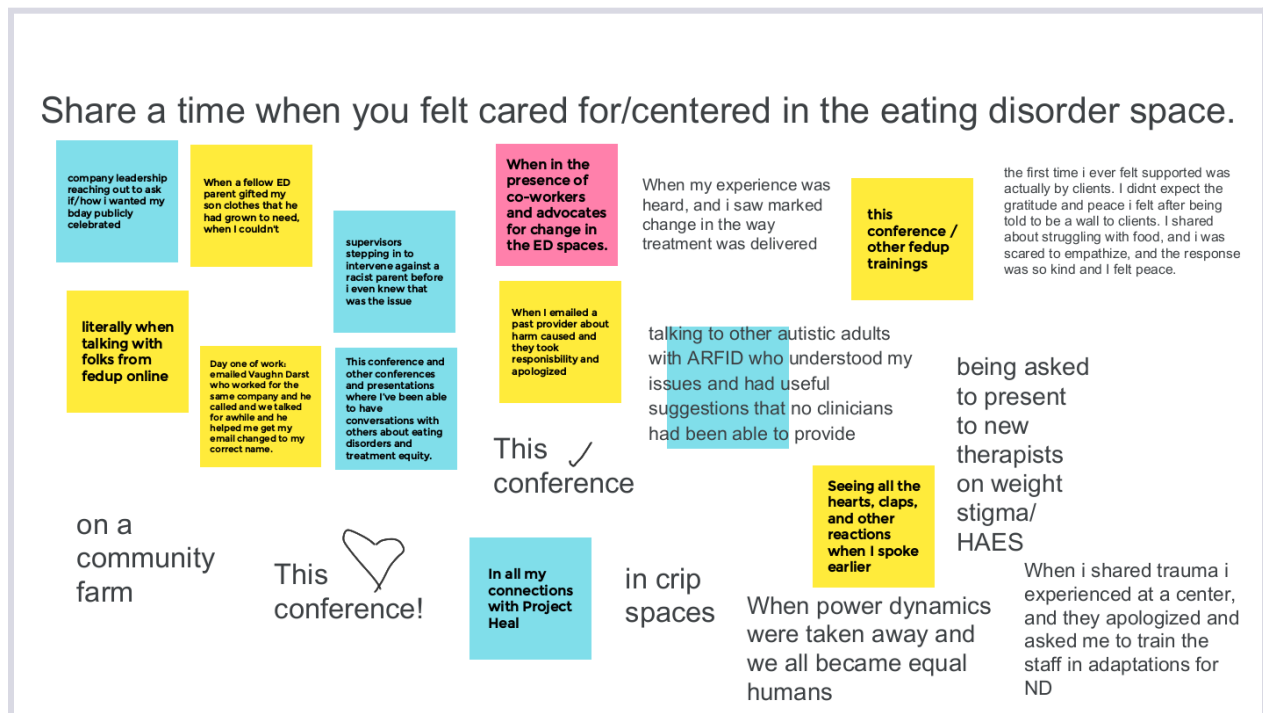 Share a time when you felt cared for/centered in the eating disorder space.
company leadership
reaching out to ask
if/how i wanted my
bday publicly
celebrated
When a fellow ED
parent gifted my
son clothes that he
had grown to need,
when I couldn't
supervisors
stepping in to
intervene against a
racist parent before
i even knew that
was the issue
When in the
presence of
co-workers
and advocates
for change in
the ED spaces.
When my experience was
heard, and i saw marked
change in the way
treatment was delivered
this
conference /
other fedup
trainings
the first time i ever felt supported was
actually by clients. I didnt expect the
gratitude and peace i felt after being
told to be a wall to clients. I shared
about struggling with food, and i was
scared to empathize, and the response
was so kind and I felt peace.
literally when
talking with
folks from
fedup online
Day one of work:
emailed Vaughn Darst
who worked for the
same company and he
called and we talked
for awhile and he
helped me get my
email changed to my
correct name.
This conference and
other conferences and
presentations where
I've been able
to have
conversations with
others about eating
disorders and
treatment equity.
When I emailed a
past provider about
harm caused and
they took
responisbility and
apologized
talking to other autistic adults
with ARFID who understood my
issues and had useful
suggestions that no clinicians
had been able to provide
being asked
to present
to new
therapists
on weight
stigma/
HAES
This
conference
Seeing all the
hearts, claps,
and other
reactions
when I spoke
earlier
on a
community
farm
This
conference!
In all my
connections
with Project
Heal
in crip
spaces
When power dynamics
were taken away and
we all became equal
humans
When i shared trauma i
experienced at a center,
and they apologized and
asked me to train the
staff in adaptations for
ND